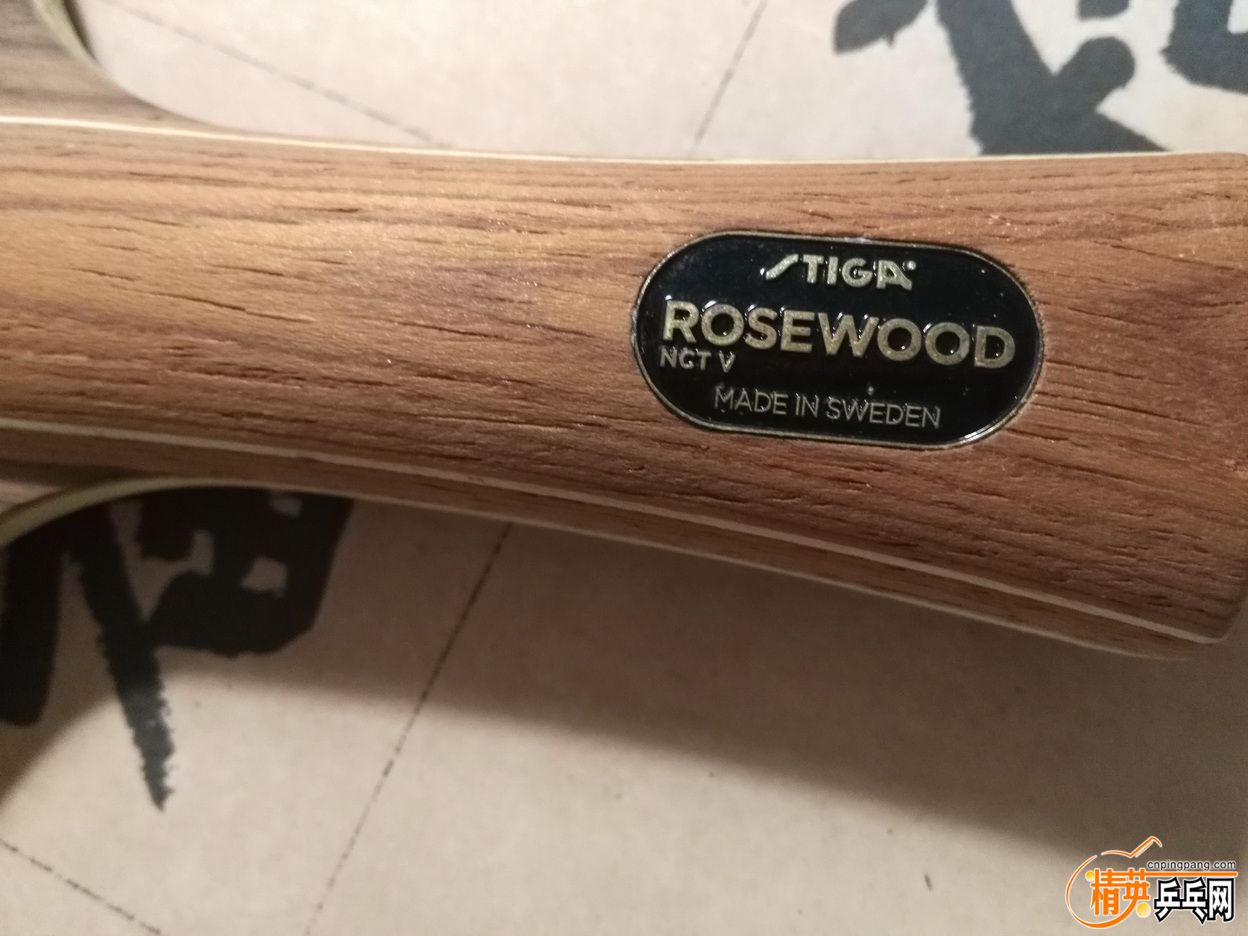 STIGA®
ROSEWOOD
NCT V
MADE IN SWEDEN
cnpingpang.com
精英乒乓网